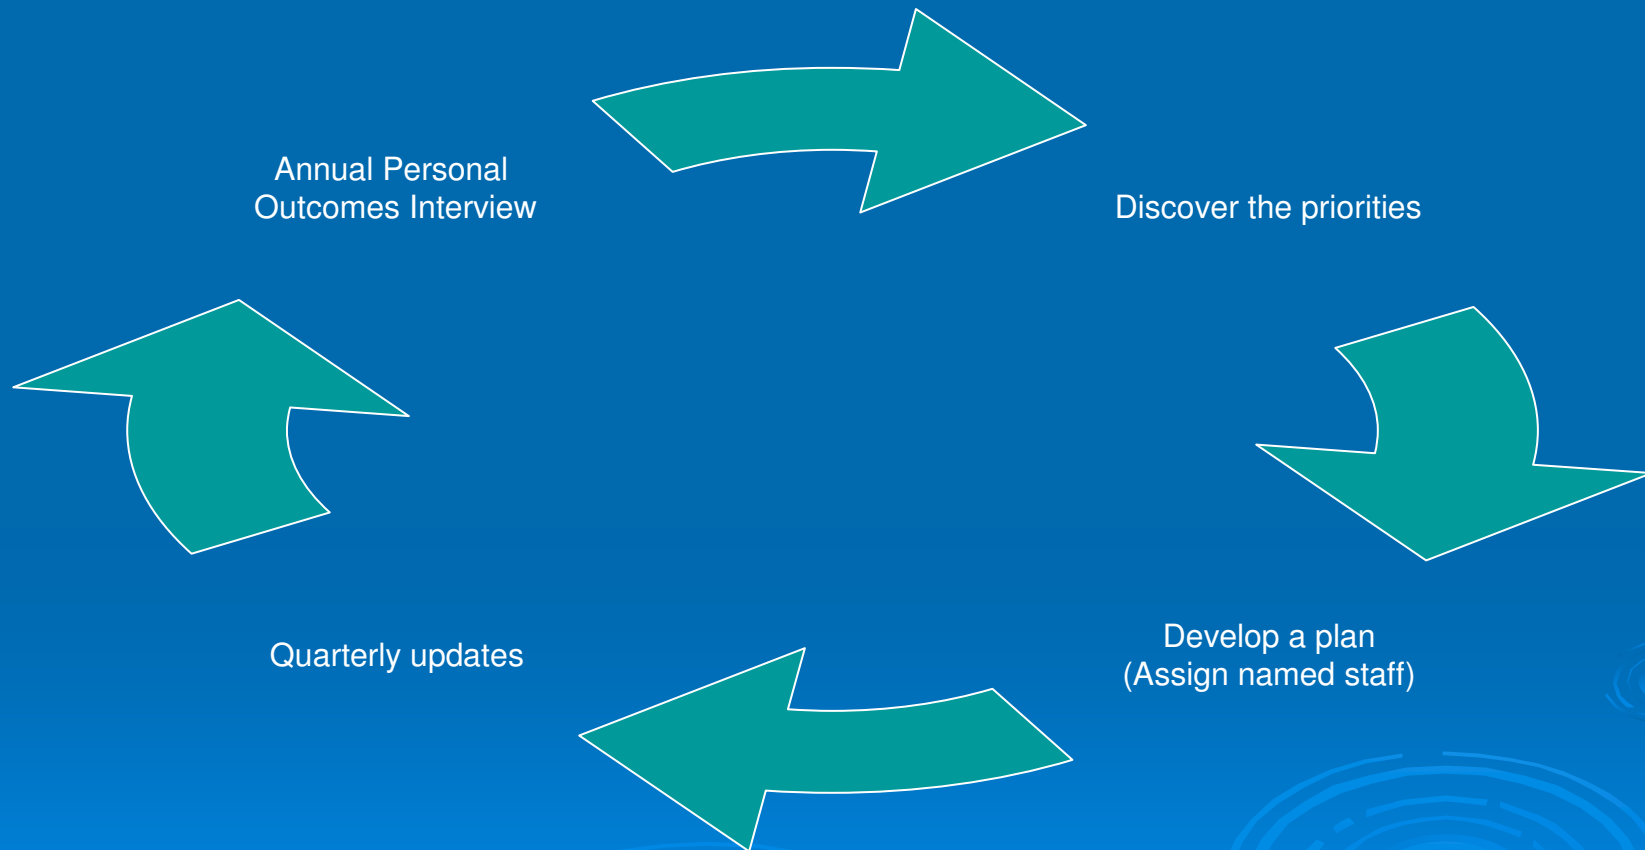 Annual Personal
Outcomes Interview
Discover the priorities
Develop a plan
(Assign named staff)
Quarterly updates